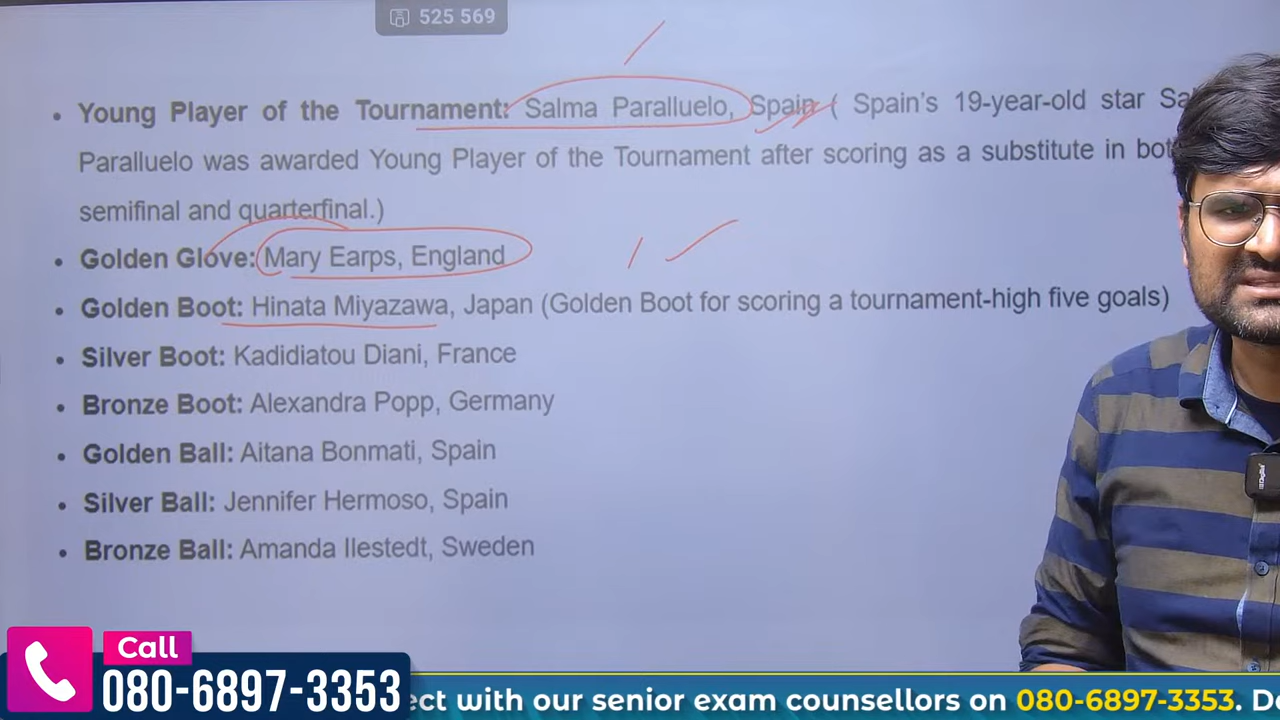 525 569
• Young Player of the Tournament: Salma Paralluelo, Spain ( Spain's 19-year-old star
Paralluelo was awarded Young Player of the Tournament after scoring as a substitute in
semifinal and quarterfinal.)
• Golden Glove: Mary Earps, England
• Golden Boot: Hinata Miyazawa, Japan (Golden Boot for scoring a tournament-high five goals)
• Silver Boot: Kadidiatou Diani, France
• Bronze Boot: Alexandra Popp, Germany
• Golden Ball: Aitana Bonmati, Spain
• Silver Ball: Jennifer Hermoso, Spain
• Bronze Ball: Amanda Ilestedt, Sweden
Call
080-6897-3353
ect with our senior exam counsellors on 080-6897-3353. D